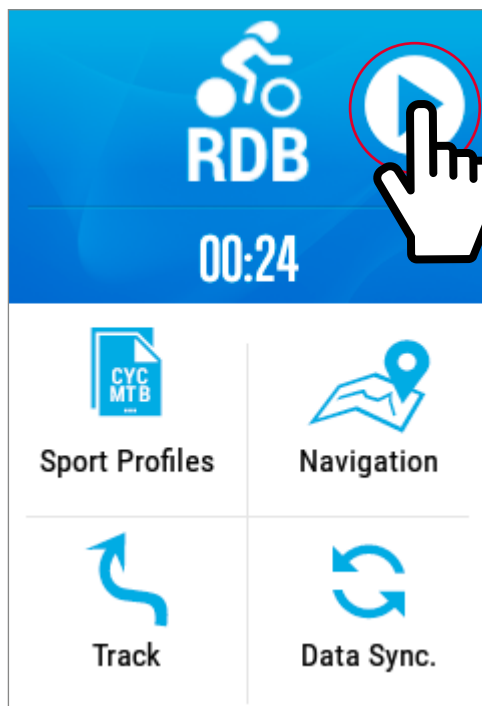 RDB
00:24
CYC
MTB
...
Sport Profiles
Navigation
Track
Data Sync.